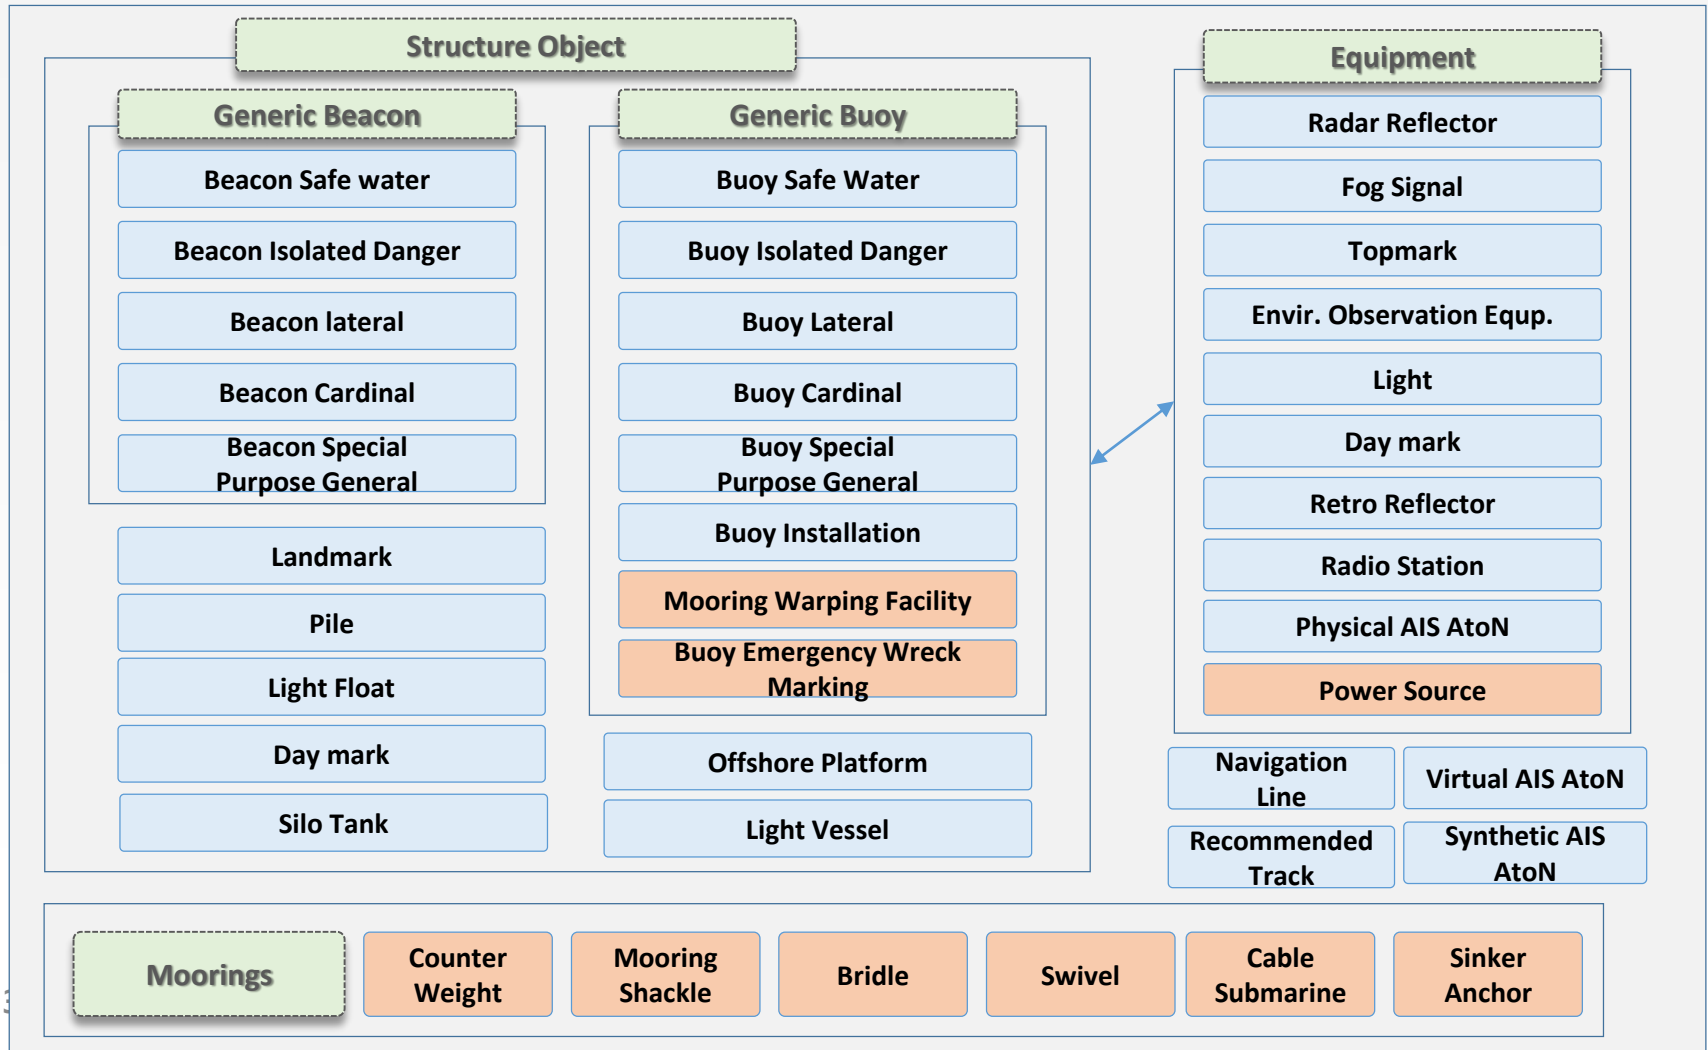 Structure Object
Generic Beacon
Beacon Safe water
Beacon Isolated Danger
Beacon lateral
Beacon Cardinal
Beacon Special
Purpose General
Landmark
Pile
Light Float
Day mark
Silo Tank
Generic Buoy
Buoy Safe Water
Buoy Isolated Danger
Buoy Lateral
Buoy Cardinal
Buoy Special
Purpose General
Buoy Installation
Mooring Warping Facility
Buoy Emergency Wreck
Marking
Offshore Platform
Light Vessel
Equipment
Radar Reflector
Fog Signal
Topmark
Envir. Observation Equp.
Light
Day mark
Retro Reflector
Radio Station
Physical AIS AtoN
Power Source
Navigation
Line
Virtual AIS AtoN
Recommended
Track
Synthetic AIS
AtoN
Moorings
Counter
Weight
Mooring
Shackle
Bridle
Swivel
Cable
Submarine
Sinker
Anchor